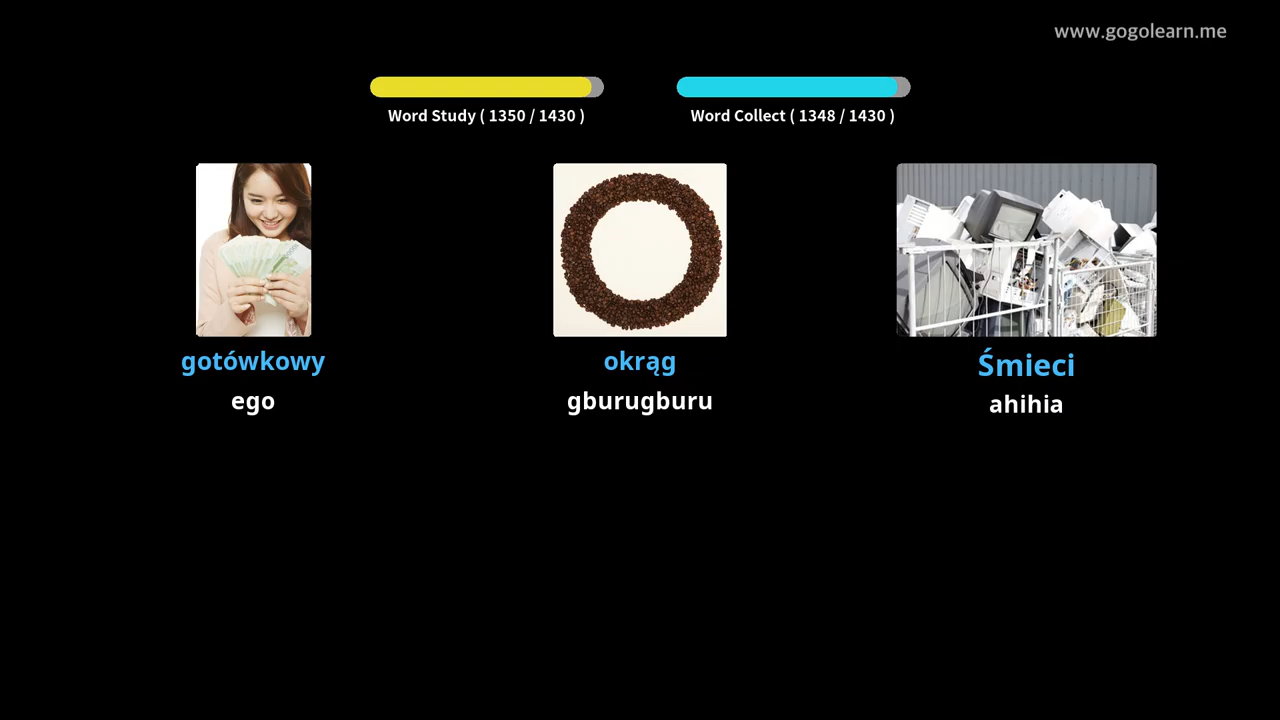 www.gogolearn.me
Word Study ( 1350 / 1430 )
Word Collect ( 1348 / 1430 )
gotówkowy
ego
okrąg
gburugburu
Śmieci
ahihia